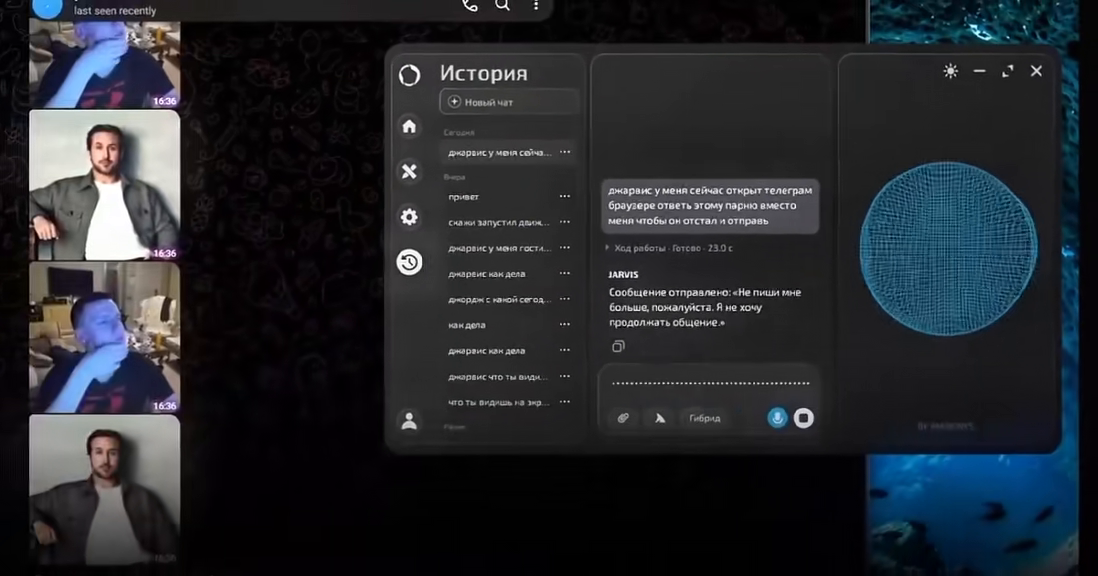 last seen recently
16:36
16:36
16:36
История
Новый чат
Сегодня
джарвис у меня сейча...
Вчера
привет
скажи запустил движ...
джарвис у меня гости...
джарвис как дела
джордж с какой сегод...
как дела
джарвис как дела
джарвис что ты види...
что ты видишь на экр...
джарвис у меня сейчас открыт телеграм
браузере ответь этому парню вместо
меня чтобы он отстал и отправь
Ход работы · Готово · 23.0 с
JARVIS
Сообщение отправлено: «Не пиши мне
больше, пожалуйста. Я не хочу
продолжать общение.»
Гибрид